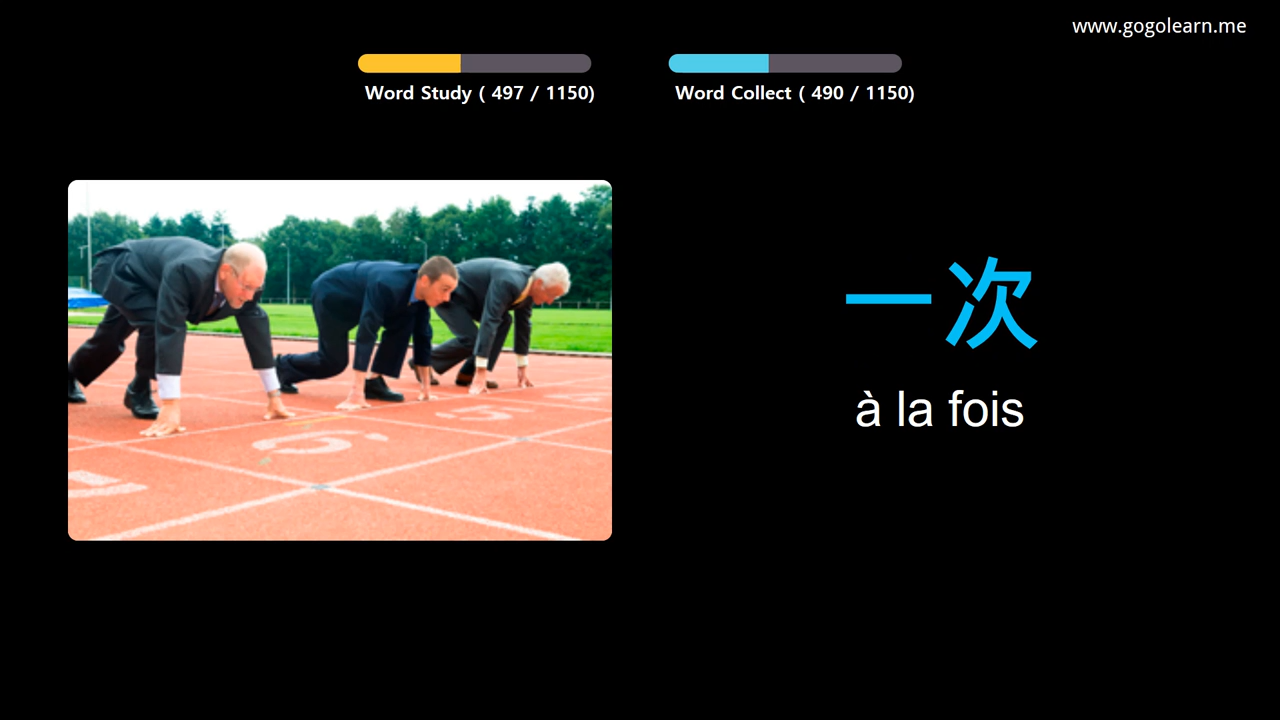 www.gogolearn.me
Word Study ( 497 / 1150)
Word Collect ( 490 / 1150)
一次
à la fois